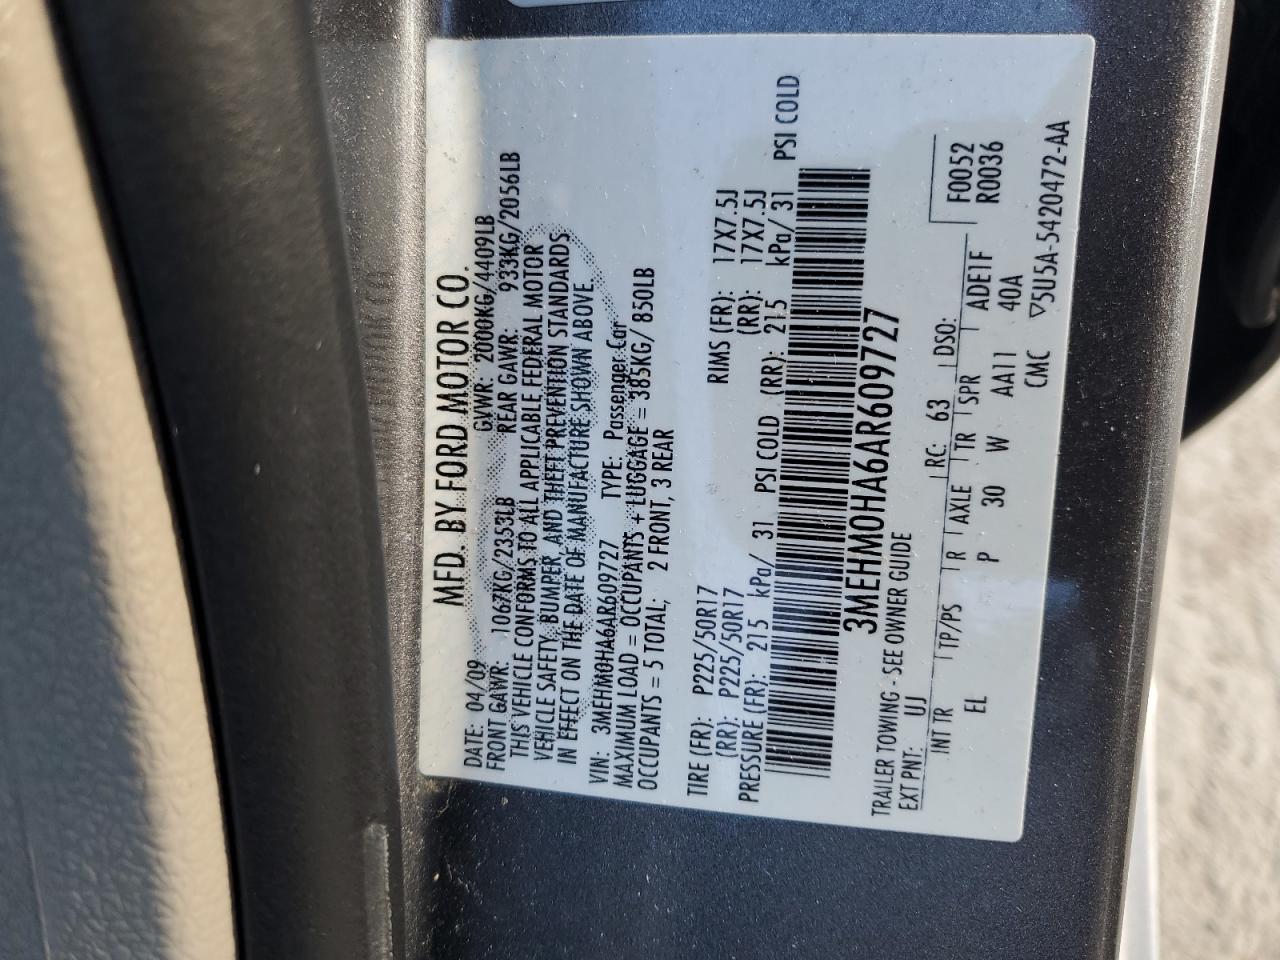 MFD. BY FORD MOTOR CO.
DATE: 04/09 GVWR: 2000KG/4409LB
FRONT GAWR: 1067KG/2353LB REAR GAWR: 933KG/2056LB
THIS VEHICLE CONFORMS TO ALL APPLICABLE FEDERAL MOTOR
VEHICLE SAFETY, BUMPER, AND THEFT PREVENTION STANDARDS
IN EFFECT ON THE DATE OF MANUFACTURE SHOWN ABOVE.
VIN: 3MEHM0HA6AR609727 TYPE: Passenger Car
MAXIMUM LOAD = OCCUPANTS + LUGGAGE = 385KG/ 850LB
OCCUPANTS = 5 TOTAL, 2 FRONT, 3 REAR
TIRE (FR): P225/50R17 RIMS (FR): 17X7.5J
(RR): P225/50R17 (RR): 17X7.5J
PRESSURE (FR): 215 kPa/ 31 PSI COLD (RR): 215 kPa/ 31 PSI COLD
3MEHM0HA6AR609727
TRAILER TOWING - SEE OWNER GUIDE
EXT PNT: UJ RC: 63 DSO: F0052
R0036
INT TR TP/PS R AXLE TR SPR ADE1F
EL P 30 W AA11 40A
CMC ▽5U5A-5420472-AA